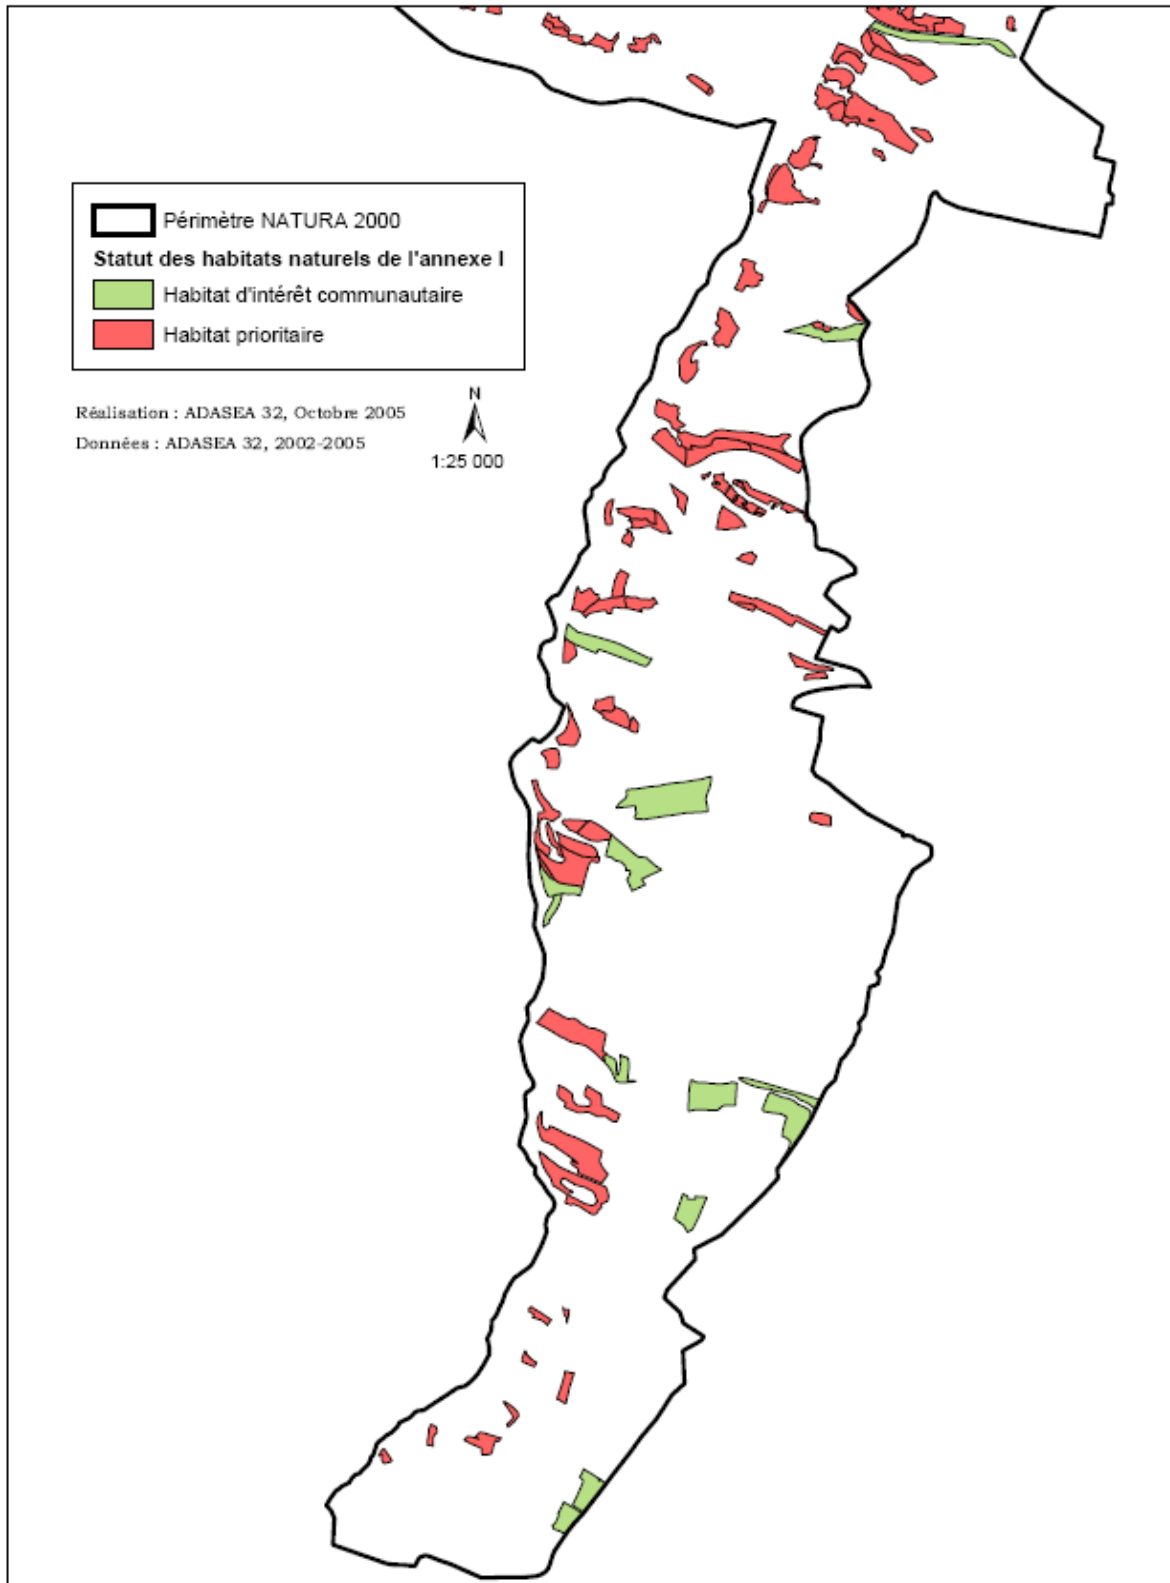 Périmètre NATURA 2000
Statut des habitats naturels de l'annexe I
Habitat d'intérêt communautaire
Habitat prioritaire
Réalisation : ADASEA 32, Octobre 2005
Données : ADASEA 32, 2002-2005
N
1:25 000